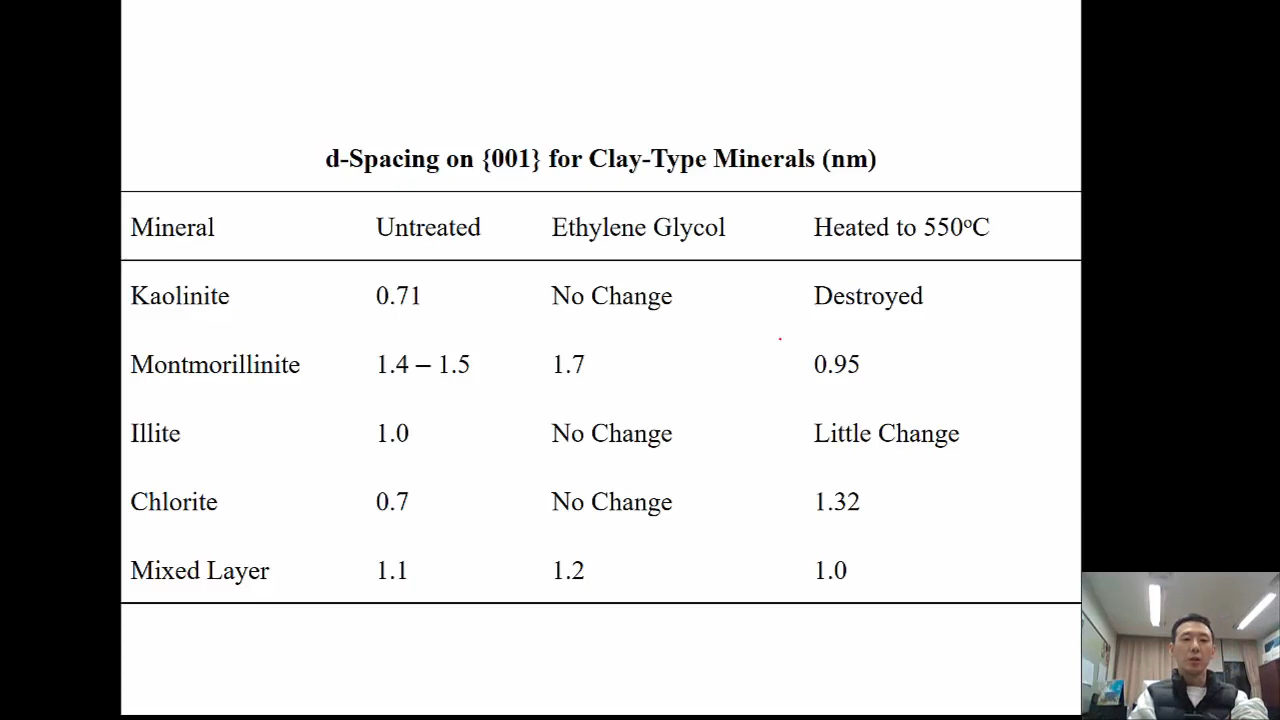 d-Spacing on {001} for Clay-Type Minerals (nm)
Mineral Untreated Ethylene Glycol Heated to 550°C
Kaolinite 0.71 No Change Destroyed
Montmorillinite 1.4 – 1.5 1.7 0.95
Illite 1.0 No Change Little Change
Chlorite 0.7 No Change 1.32
Mixed Layer 1.1 1.2 1.0